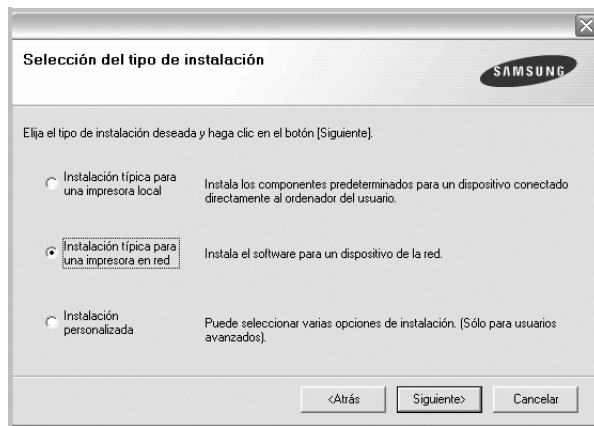 Selección del tipo de instalación
SAMSUNG
Elija el tipo de instalación deseada y haga clic en el botón [Siguiente].
Instalación típica para
una impresora local
Instala los componentes predeterminados para un dispositivo conectado
directamente al ordenador del usuario.
Instalación típica para
una impresora en red
Instala el software para un dispositivo de la red.
Instalación
personalizada
Puede seleccionar varias opciones de instalación. (Sólo para usuarios
avanzados).
<Atrás
Siguiente>
Cancelar